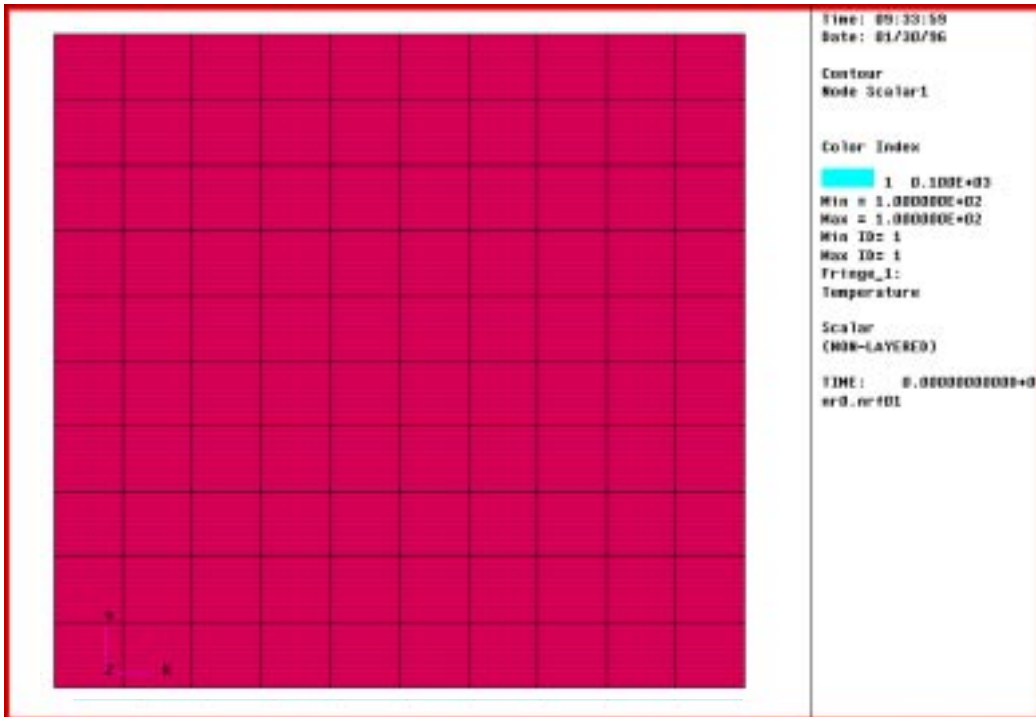 Time: 09:33:59
Date: 01/30/96
Contour
Node Scalar1
Color Index
1 0.100E+03
Min = 1.000000E+02
Max = 1.000000E+02
Min ID= 1
Max ID= 1
Fringe_1:
Temperature
Scalar
(NON-LAYERED)
TIME: 0.00000000000+0
nr0.nrf01
Y
Z X